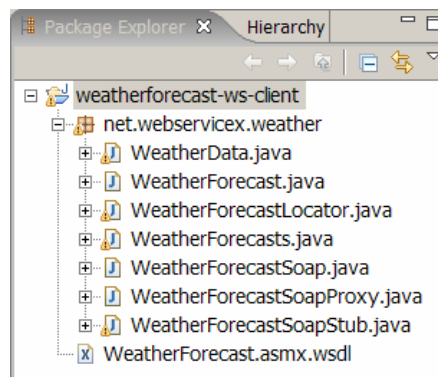 Package Explorer Hierarchy
weatherforecast-ws-client
net.webservicex.weather
WeatherData.java
WeatherForecast.java
WeatherForecastLocator.java
WeatherForecasts.java
WeatherForecastSoap.java
WeatherForecastSoapProxy.java
WeatherForecastSoapStub.java
WeatherForecast.asmx.wsdl